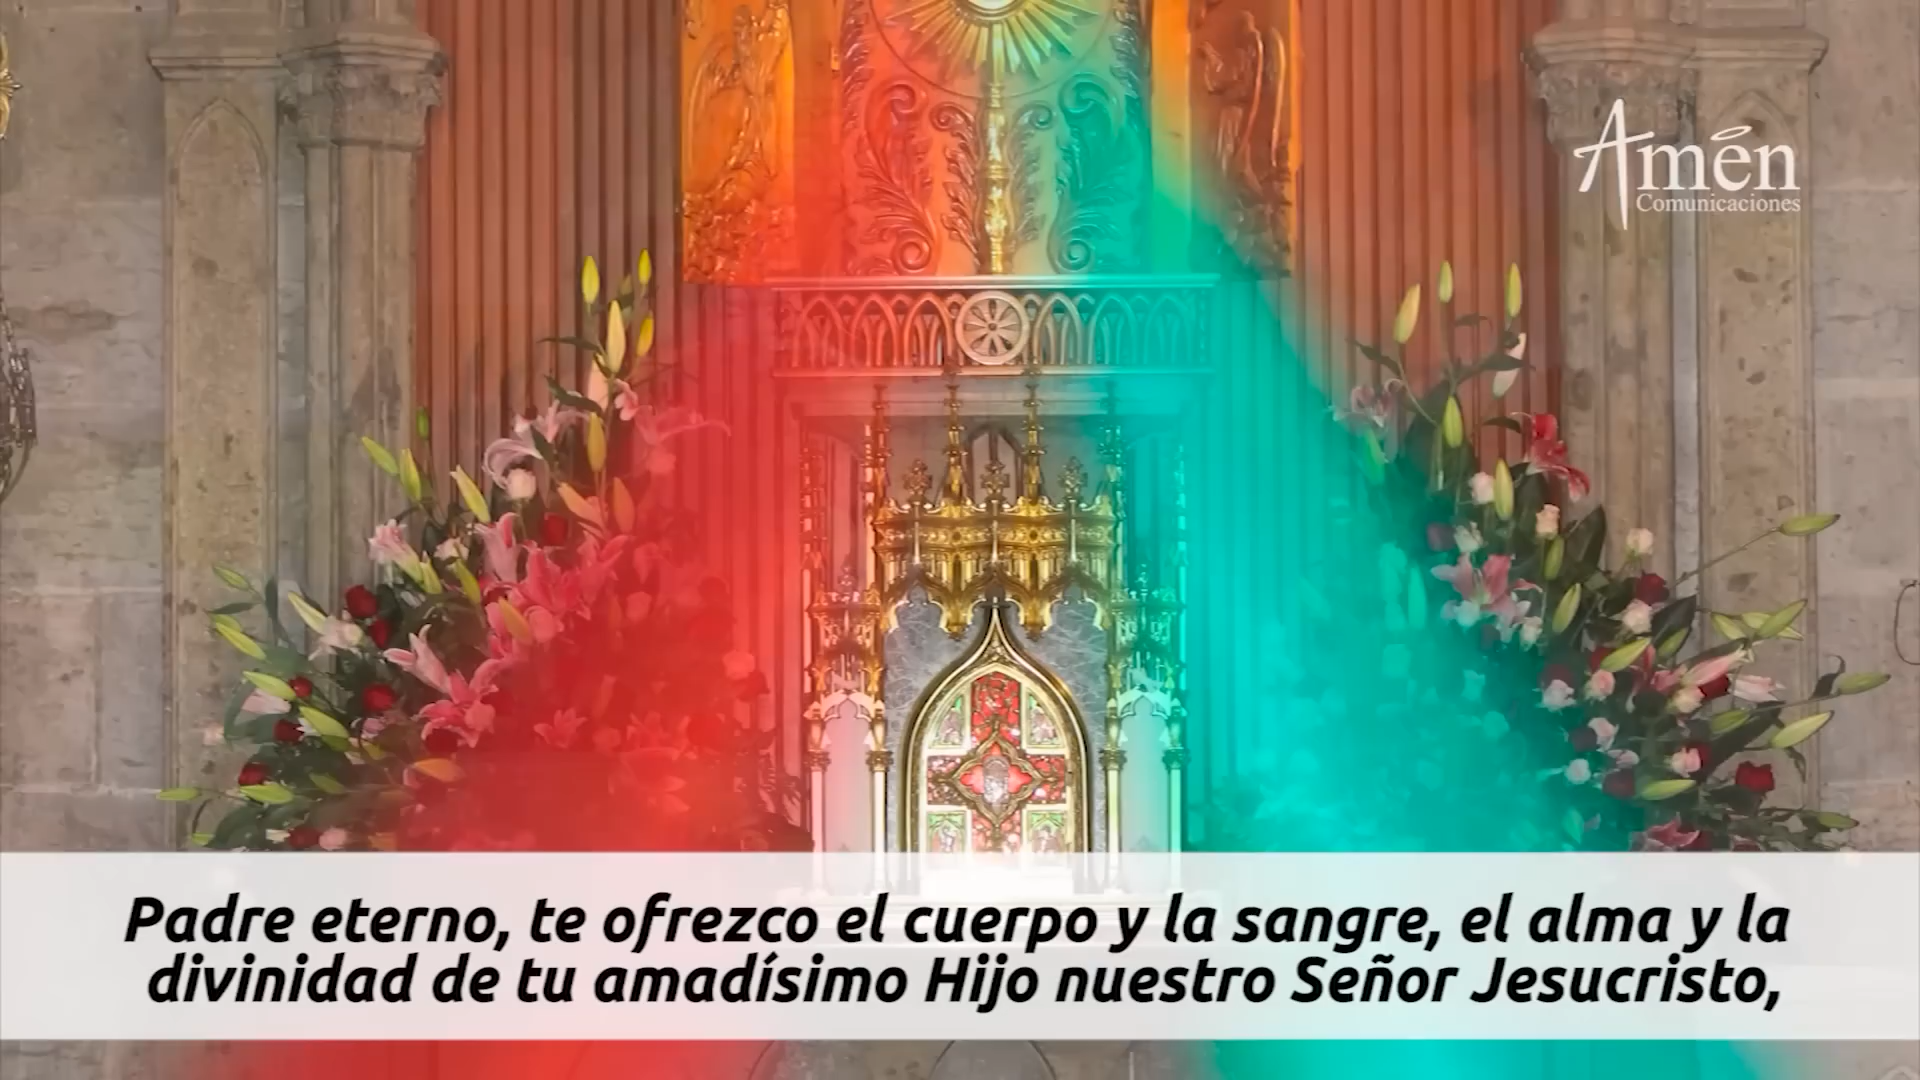 Amén
Comunicaciones
Padre eterno, te ofrezco el cuerpo y la sangre, el alma y la
divinidad de tu amadísimo Hijo nuestro Señor Jesucristo,